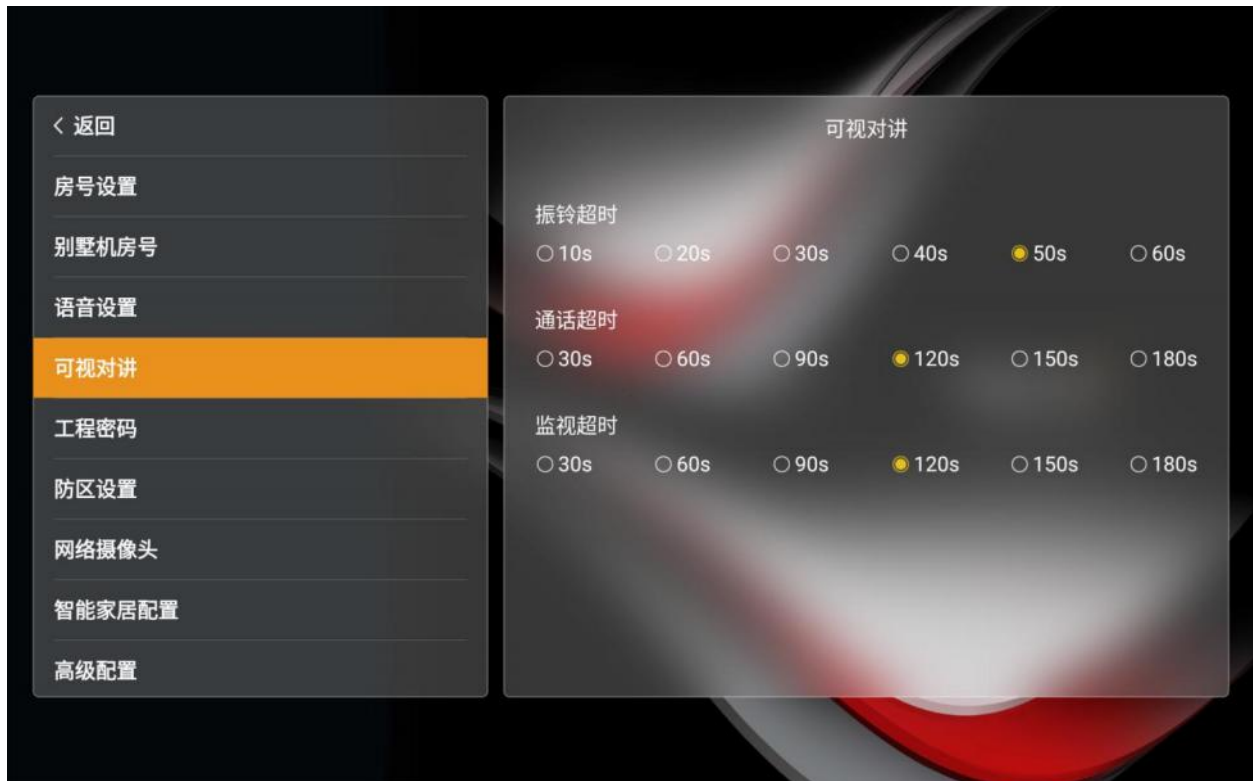 返回
房号设置
别墅机房号
语音设置
可视对讲
工程密码
防区设置
网络摄像头
智能家居配置
高级配置
可视对讲
振铃超时
10s 20s 30s 40s 50s 60s
通话超时
30s 60s 90s 120s 150s 180s
监视超时
30s 60s 90s 120s 150s 180s